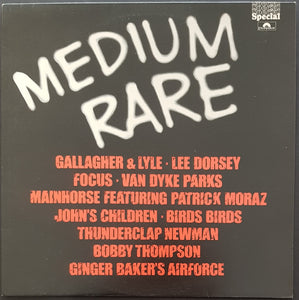 Special
MEDIUM
RARE
GALLAGHER & LYLE · LEE DORSEY
FOCUS · VAN DYKE PARKS
MAINHORSE FEATURING PATRICK MORAZ
JOHN'S CHILDREN · BIRDS BIRDS
THUNDERCLAP NEWMAN
BOBBY THOMPSON
GINGER BAKER'S AIRFORCE